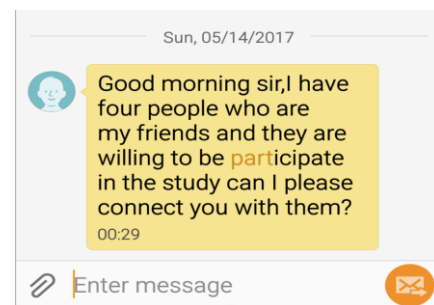 Sun, 05/14/2017
Good morning sir,I have
four people who are
my friends and they are
willing to be participate
in the study can I please
connect you with them?
00:29
Enter message